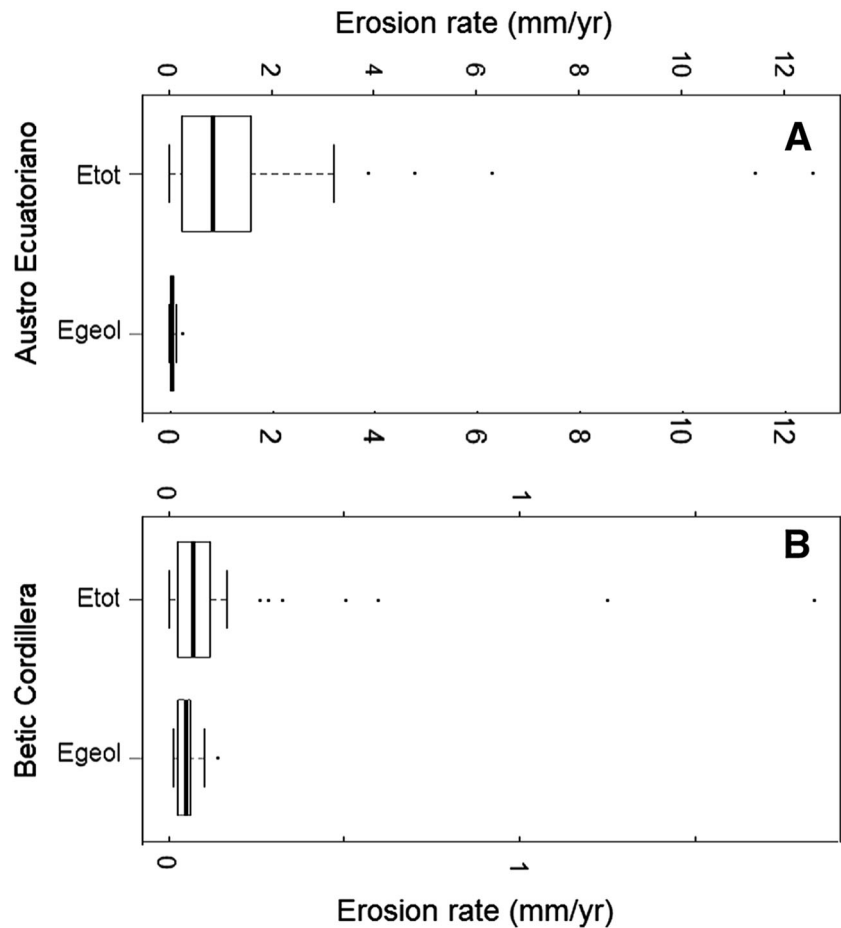 Erosion rate (mm/yr)
0 2 4 6 8 10 12
A
Austro Ecuatoriano
Etot
Egeol
0 2 4 6 8 10 12
0 1
B
Betic Cordillera
Etot
Egeol
0 1
Erosion rate (mm/yr)